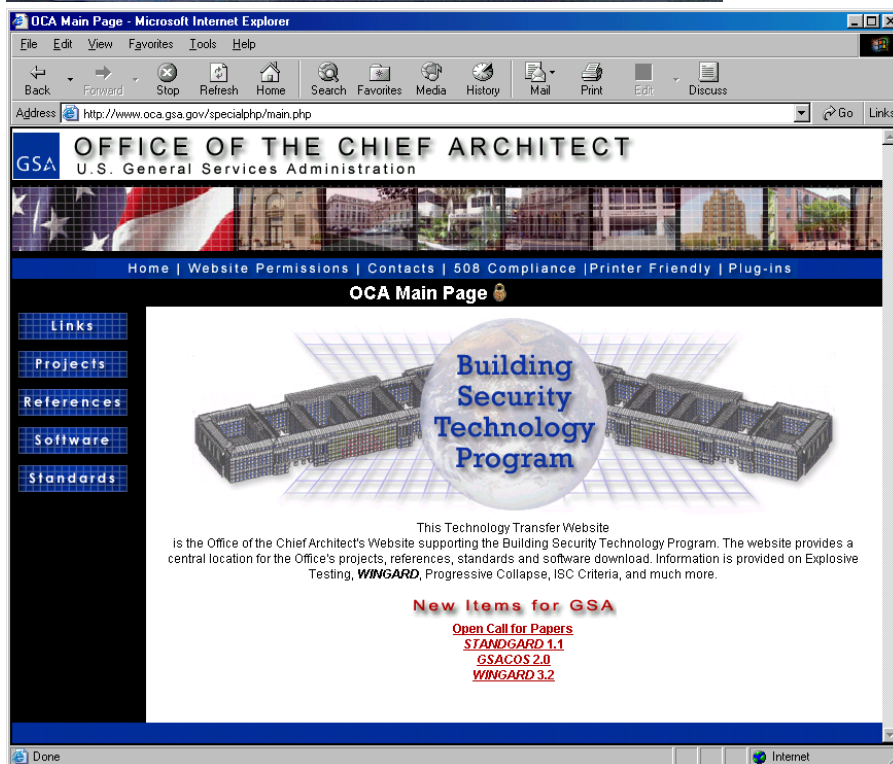 OCA Main Page - Microsoft Internet Explorer
File Edit View Favorites Tools Help
Back Forward Stop Refresh Home Search Favorites Media History Mail Print Edit Discuss
Address http://www.oca.gsa.gov/specialphp/main.php Go Links
GSA OFFICE OF THE CHIEF ARCHITECT
U.S. General Services Administration
Home | Website Permissions | Contacts | 508 Compliance |Printer Friendly | Plug-ins
OCA Main Page
Links
Projects
References
Software
Standards
Building
Security
Technology
Program
This Technology Transfer Website
is the Office of the Chief Architect's Website supporting the Building Security Technology Program. The website provides a
central location for the Office's projects, references, standards and software download. Information is provided on Explosive
Testing, WINGARD, Progressive Collapse, ISC Criteria, and much more.
New Items for GSA
Open Call for Papers
STANDGARD 1.1
GSACOS 2.0
WINGARD 3.2
Done Internet